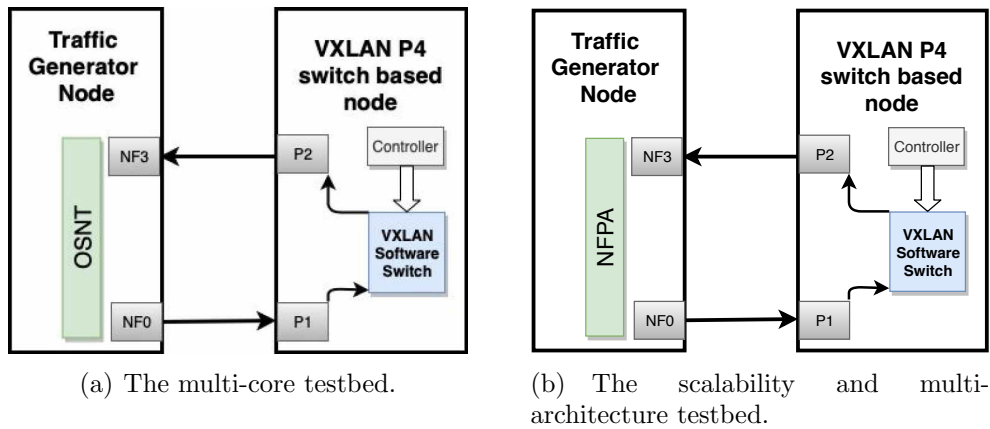 Traffic
Generator
Node
VXLAN P4
switch based
node
NF3
P2
Controller
OSNT
VXLAN
Software
Switch
NF0
P1
(a) The multi-core testbed.
Traffic
Generator
Node
VXLAN P4
switch based
node
NF3
P2
Controller
NFPA
VXLAN
Software
Switch
NF0
P1
(b) The scalability and multi-
architecture testbed.